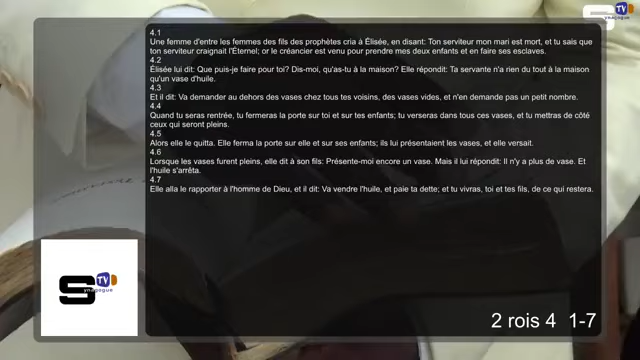 TV
S
ynagogue
4.1
Une femme d'entre les femmes des fils des prophètes cria à Élisée, en disant: Ton serviteur mon mari est mort, et tu sais que
ton serviteur craignait l'Éternel; or le créancier est venu pour prendre mes deux enfants et en faire ses esclaves.
4.2
Élisée lui dit: Que puis-je faire pour toi? Dis-moi, qu'as-tu à la maison? Elle répondit: Ta servante n'a rien du tout à la maison
qu'un vase d'huile.
4.3
Et il dit: Va demander au dehors des vases chez tous tes voisins, des vases vides, et n'en demande pas un petit nombre.
4.4
Quand tu seras rentrée, tu fermeras la porte sur toi et sur tes enfants; tu verseras dans tous ces vases, et tu mettras de côté
ceux qui seront pleins.
4.5
Alors elle le quitta. Elle ferma la porte sur elle et sur ses enfants; ils lui présentaient les vases, et elle versait.
4.6
Lorsque les vases furent pleins, elle dit à son fils: Présente-moi encore un vase. Mais il lui répondit: Il n'y a plus de vase. Et
l'huile s'arrêta.
4.7
Elle alla le rapporter à l'homme de Dieu, et il dit: Va vendre l'huile, et paie ta dette; et tu vivras, toi et tes fils, de ce qui restera.
TV
S
ynagogue
2 rois 4 1-7